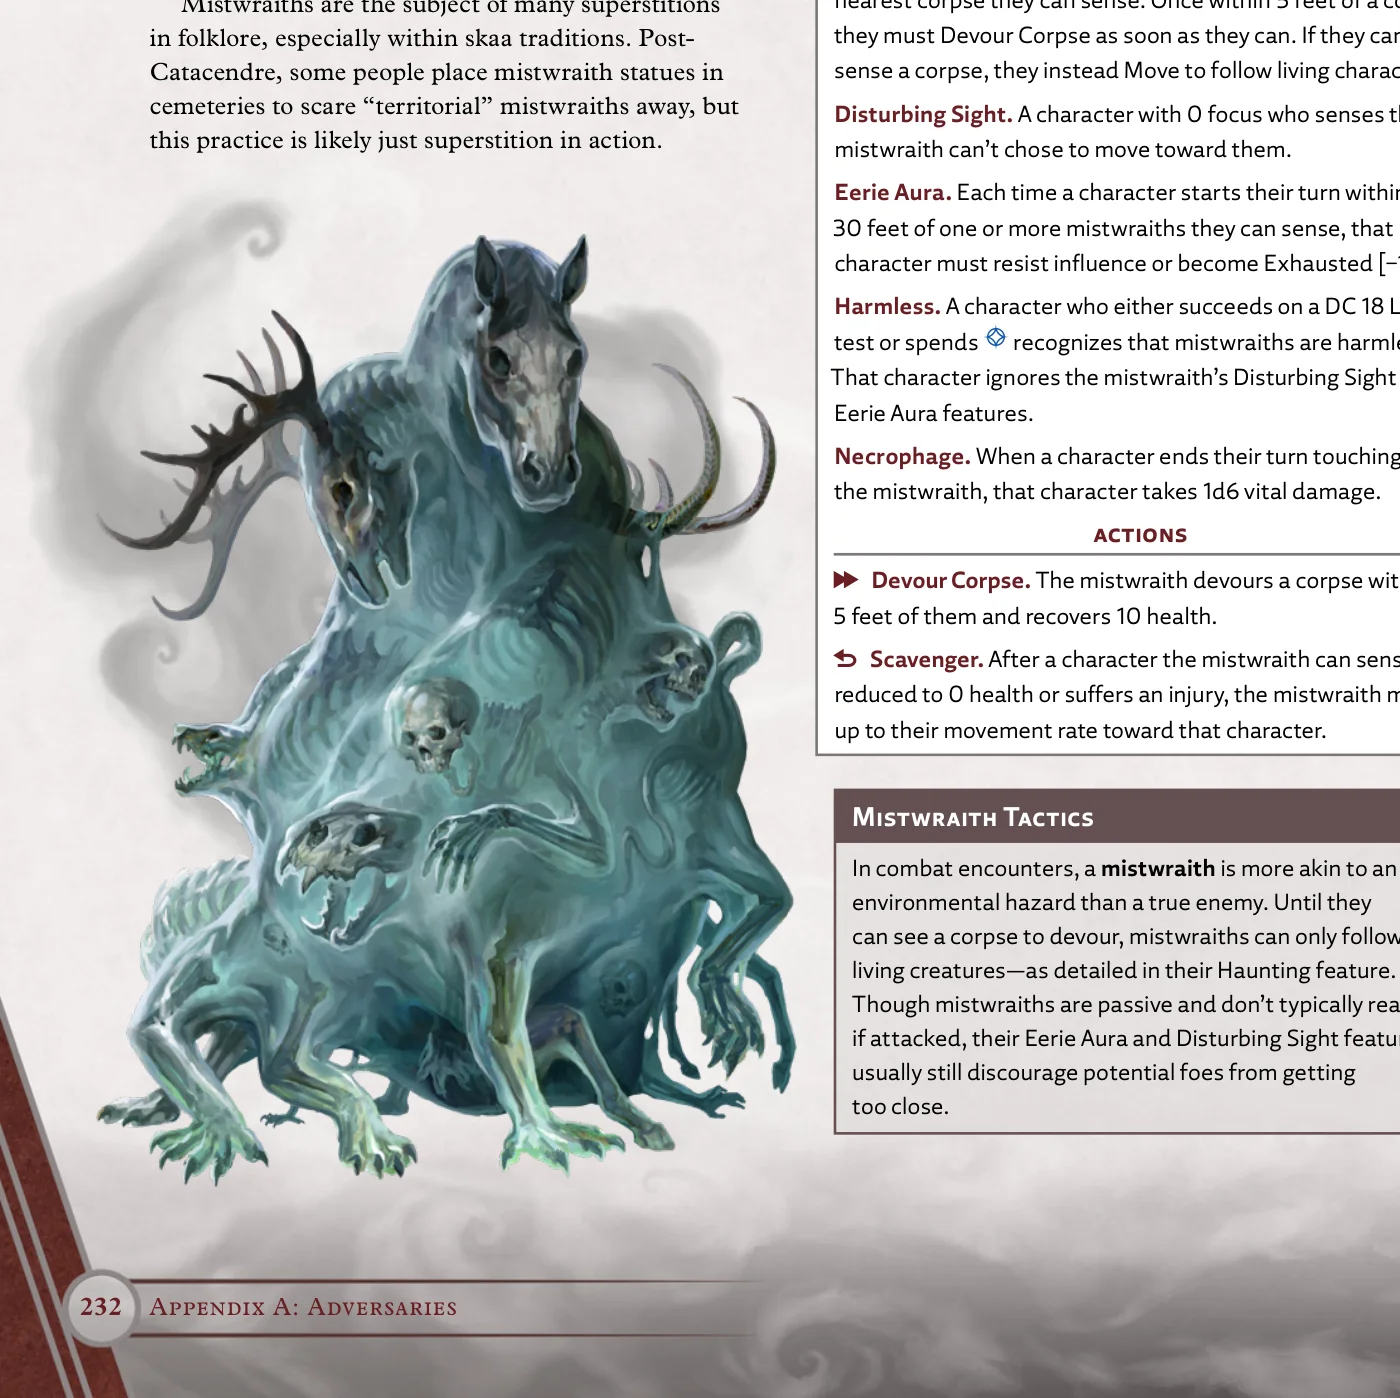 Mistwraiths are the subject of many superstitions
in folklore, especially within skaa traditions. Post-
Catacendre, some people place mistwraith statues in
cemeteries to scare “territorial” mistwraiths away, but
this practice is likely just superstition in action.
nearest corpse they can sense. Once within 5 feet of a
they must Devour Corpse as soon as they can. If they
sense a corpse, they instead Move to follow living
Disturbing Sight. A character with 0 focus who senses
mistwraith can’t chose to move toward them.
Eerie Aura. Each time a character starts their turn within
30 feet of one or more mistwraiths they can sense, that
character must resist influence or become Exhausted
Harmless. A character who either succeeds on a DC 18
test or spends recognizes that mistwraiths are
That character ignores the mistwraith’s Disturbing Sight
Eerie Aura features.
Necrophage. When a character ends their turn touching
the mistwraith, that character takes 1d6 vital damage.
ACTIONS
Devour Corpse. The mistwraith devours a corpse
5 feet of them and recovers 10 health.
Scavenger. After a character the mistwraith can
reduced to 0 health or suffers an injury, the mistwraith
up to their movement rate toward that character.
Mistwraith Tactics
In combat encounters, a mistwraith is more akin to an
environmental hazard than a true enemy. Until they
can see a corpse to devour, mistwraiths can only follow
living creatures—as detailed in their Haunting feature.
Though mistwraiths are passive and don’t typically
if attacked, their Eerie Aura and Disturbing Sight
usually still discourage potential foes from getting
too close.
232 Appendix A: Adversaries